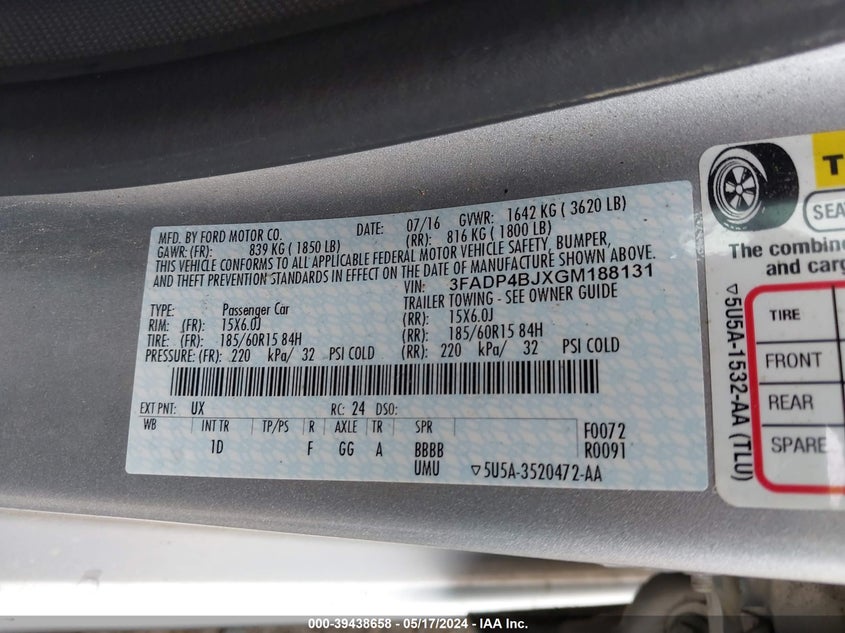 MFD. BY FORD MOTOR CO. DATE: 07/16 GVWR: 1642 KG ( 3620 LB)
GAWR: (FR): 839 KG ( 1850 LB) (RR): 816 KG ( 1800 LB)
THIS VEHICLE CONFORMS TO ALL APPLICABLE FEDERAL MOTOR VEHICLE SAFETY, BUMPER,
AND THEFT PREVENTION STANDARDS IN EFFECT ON THE DATE OF MANUFACTURE SHOWN ABOVE.
VIN: 3FADP4BJXGM188131
TYPE: Passenger Car TRAILER TOWING - SEE OWNER GUIDE
RIM: (FR): 15X6.0J (RR): 15X6.0J
TIRE: (FR): 185/60R15 84H (RR): 185/60R15 84H
PRESSURE: (FR): 220 kPa/ 32 PSI COLD (RR): 220 kPa/ 32 PSI COLD
EXT PNT: UX RC: 24 DSO:
WB INT TR TP/PS R AXLE TR SPR F0072
1D F GG A BBBB R0091
UMU ▽5U5A-3520472-AA
T
SEA
The combine
and carg
TIRE
FRONT
REAR
SPARE
▽5U5A-1532-AA (TLU)
000-39438658 - 05/17/2024 - IAA Inc.